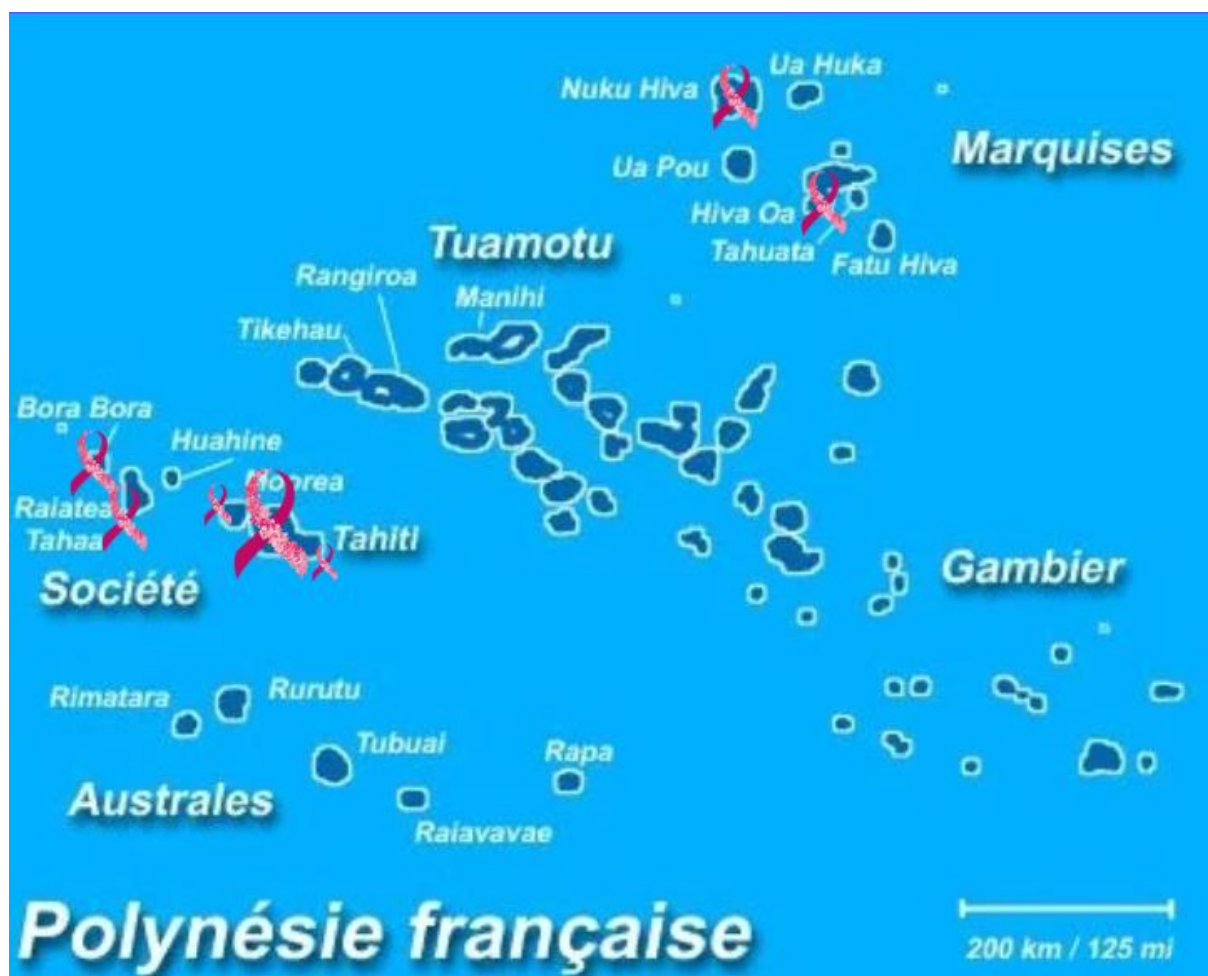 Ua Huka
Nuku Hiva
Marquises
Ua Pou
Hiva Oa
Tahuata
Fatu Hiva
Tuamotu
Rangiroa
Manihi
Tikehau
Bora Bora
Huahine
Moorea
Raiatea
Tahaa
Tahiti
Société
Gambier
Rimatara
Rurutu
Tubuai
Rapa
Australes
Raiavavae
Polynésie française
200 km / 125 mi